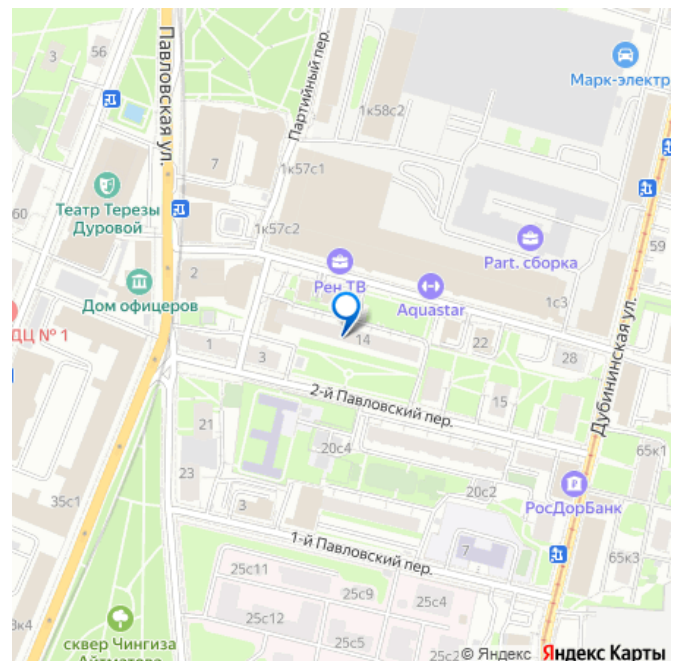 3
56
Павловская ул.
Партийный пер.
1к58с2
Марк-электр
7
1к57с1
60
Театр Терезы
Дуровой
59
1к57с2
Part. сборка
2
Рен ТВ
Дом офицеров
Aquastar
1с3
ДЦ № 1
1
3
14
22
28
Дубининская ул.
2-й Павловский пер.
15
21
20с4
65к1
23
20с2
35с1
3
РосДорБанк
1-й Павловский пер.
7
65к3
25с11
25с9
25с4
25с12
3к4
сквер Чингиза
Айтматова
25с5
25с2
© Яндекс Яндекс Карты